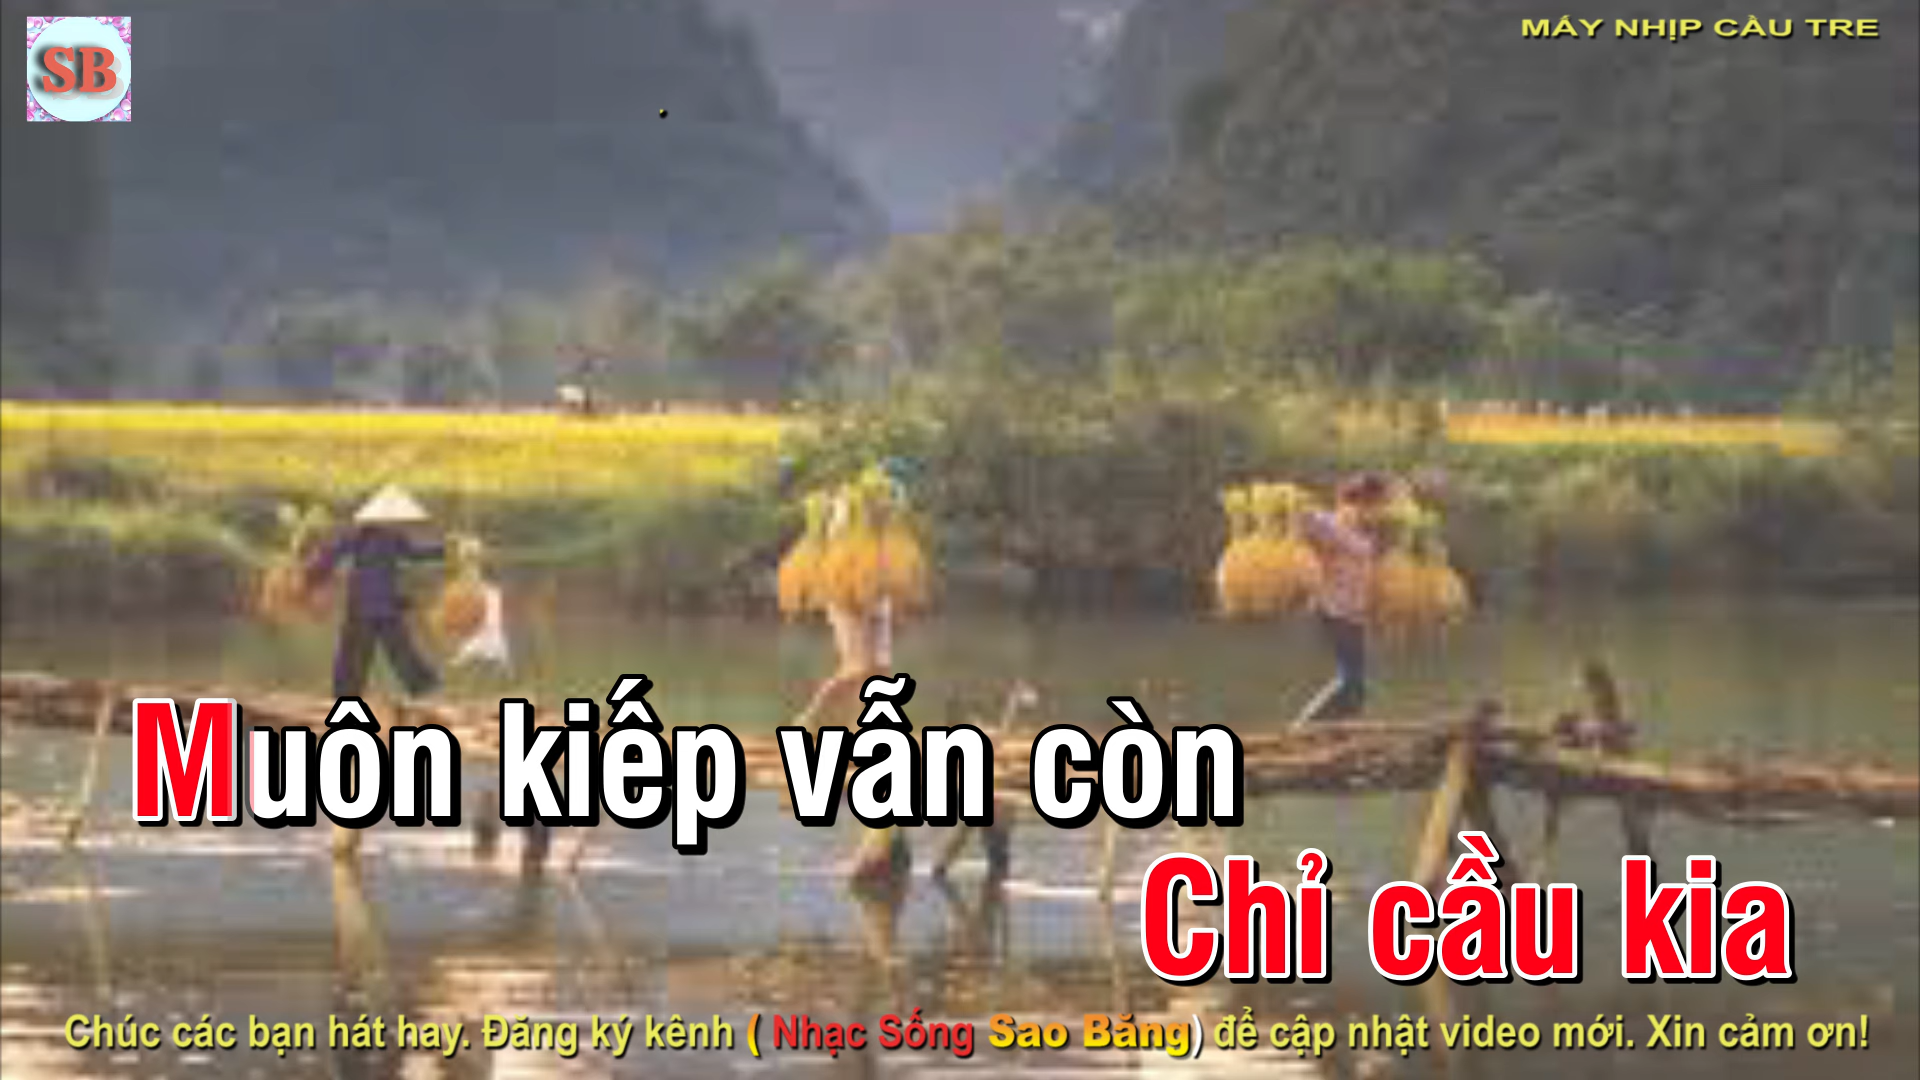 SB
MÁY NHỊP CẦU TRE
Muôn kiếp vẫn còn
Chỉ cầu kia
Chúc các bạn hát hay. Đăng ký kênh ( Nhạc Sống Sao Băng) để cập nhật video mới. Xin cảm ơn!